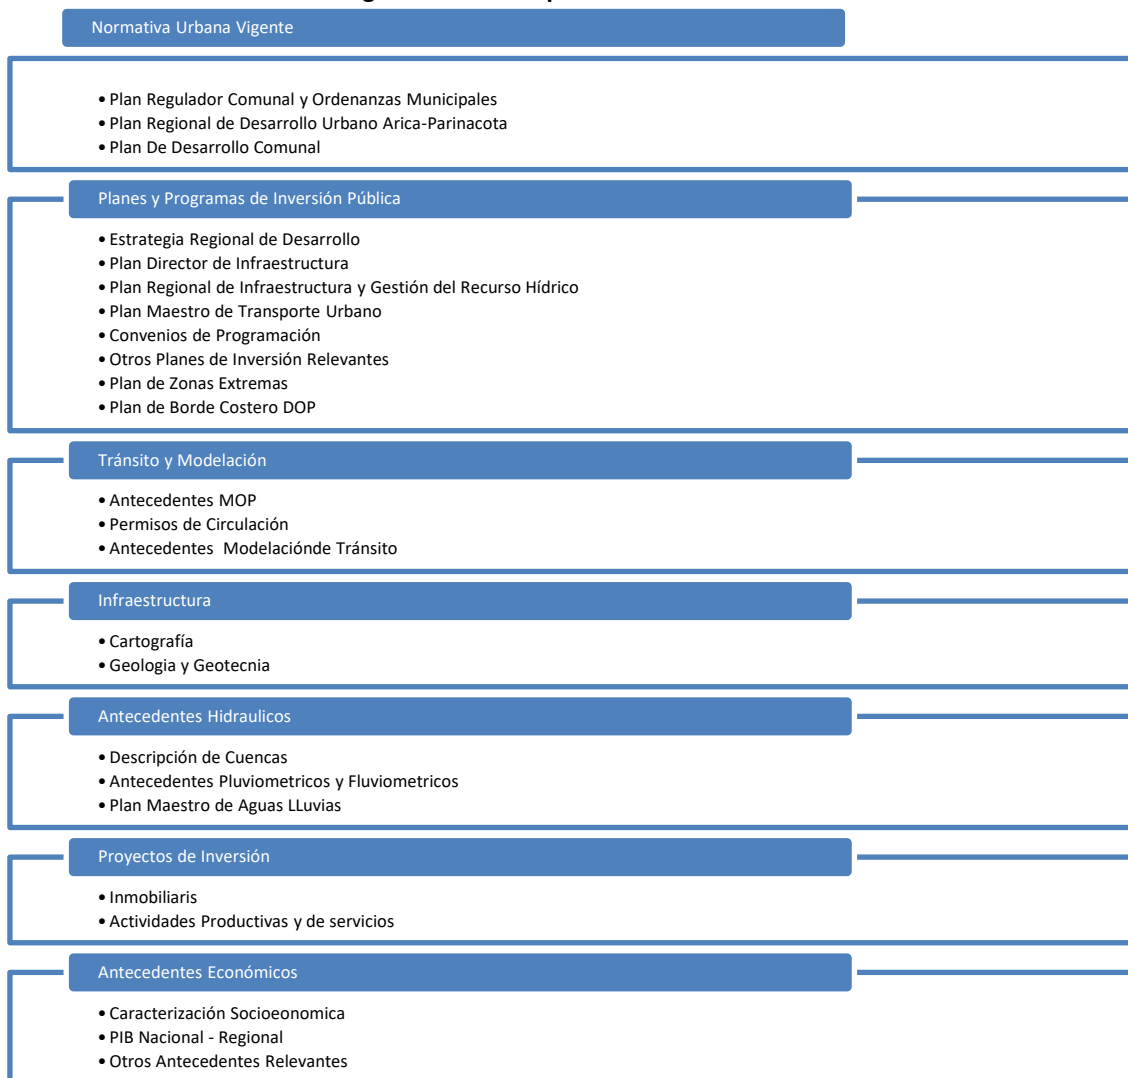 Normativa Urbana Vigente
• Plan Regulador Comunal y Ordenanzas Municipales
• Plan Regional de Desarrollo Urbano Arica-Parinacota
• Plan De Desarrollo Comunal
Planes y Programas de Inversión Pública
• Estrategia Regional de Desarrollo
• Plan Director de Infraestructura
• Plan Regional de Infraestructura y Gestión del Recurso Hídrico
• Plan Maestro de Transporte Urbano
• Convenios de Programación
• Otros Planes de Inversión Relevantes
• Plan de Zonas Extremas
• Plan de Borde Costero DOP
Tránsito y Modelación
• Antecedentes MOP
• Permisos de Circulación
• Antecedentes Modelaciónde Tránsito
Infraestructura
• Cartografía
• Geologia y Geotecnia
Antecedentes Hidraulicos
• Descripción de Cuencas
• Antecedentes Pluviometricos y Fluviometricos
• Plan Maestro de Aguas LLuvias
Proyectos de Inversión
• Inmobiliaris
• Actividades Productivas y de servicios
Antecedentes Económicos
• Caracterización Socioeonomica
• PIB Nacional - Regional
• Otros Antecedentes Relevantes